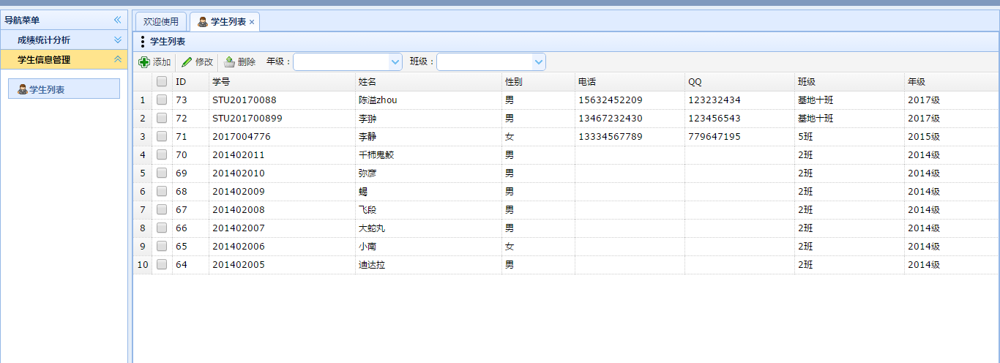 导航菜单
成绩统计分析
学生信息管理
学生列表
欢迎使用 学生列表
学生列表
添加 修改 删除 年级： 班级：
ID 学号 姓名 性别 电话 QQ 班级 年级
1 73 STU20170088 陈溢zhou 男 15632452209 123232434 基地十班 2017级
2 72 STU201700899 李翀 男 13467232430 123456543 基地十班 2017级
3 71 2017004776 李静 女 13334567789 779647195 5班 2015级
4 70 201402011 千柿鬼鲛 男 2班 2014级
5 69 201402010 弥彦 男 2班 2014级
6 68 201402009 蝎 男 2班 2014级
7 67 201402008 飞段 男 2班 2014级
8 66 201402007 大蛇丸 男 2班 2014级
9 65 201402006 小南 女 2班 2014级
10 64 201402005 迪达拉 男 2班 2014级